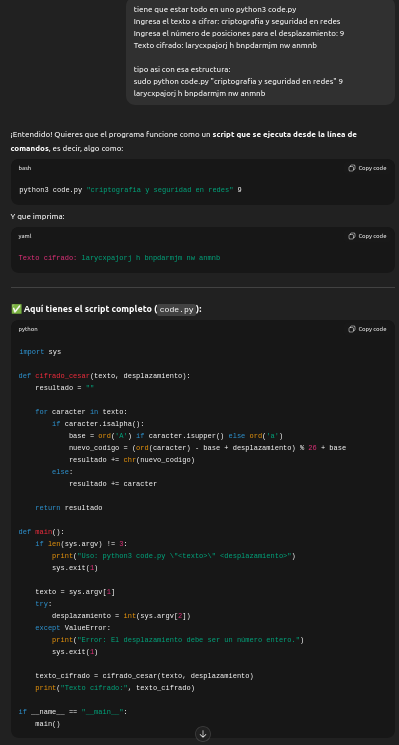 tiene que estar todo en uno python3 code.py
Ingresa el texto a cifrar: criptografia y seguridad en redes
Ingresa el número de posiciones para el desplazamiento: 9
Texto cifrado: larycxpajorj h bnpdarmjm nw anmnb
tipo asi con esa estructura:
sudo python code.py "criptografia y seguridad en redes" 9
larycxpajorj h bnpdarmjm nw anmnb
¡Entendido! Quieres que el programa funcione como un script que se ejecuta desde la línea de
comandos, es decir, algo como:
bash Copy code
python3 code.py "criptografia y seguridad en redes" 9
Y que imprima:
yaml Copy code
Texto cifrado: larycxpajorj h bnpdarmjm nw anmnb
✅ Aquí tienes el script completo ( code.py ):
python Copy code
import sys
def cifrado_cesar(texto, desplazamiento):
    resultado = ""
    for caracter in texto:
        if caracter.isalpha():
            base = ord('A') if caracter.isupper() else ord('a')
            nuevo_codigo = (ord(caracter) - base + desplazamiento) % 26 + base
            resultado += chr(nuevo_codigo)
        else:
            resultado += caracter
    return resultado
def main():
    if len(sys.argv) != 3:
        print("Uso: python3 code.py \"<texto>\" <desplazamiento>")
        sys.exit(1)
    texto = sys.argv[1]
    try:
        desplazamiento = int(sys.argv[2])
    except ValueError:
        print("Error: El desplazamiento debe ser un número entero.")
        sys.exit(1)
    texto_cifrado = cifrado_cesar(texto, desplazamiento)
    print("Texto cifrado:", texto_cifrado)
if __name__ == "__main__":
    main()